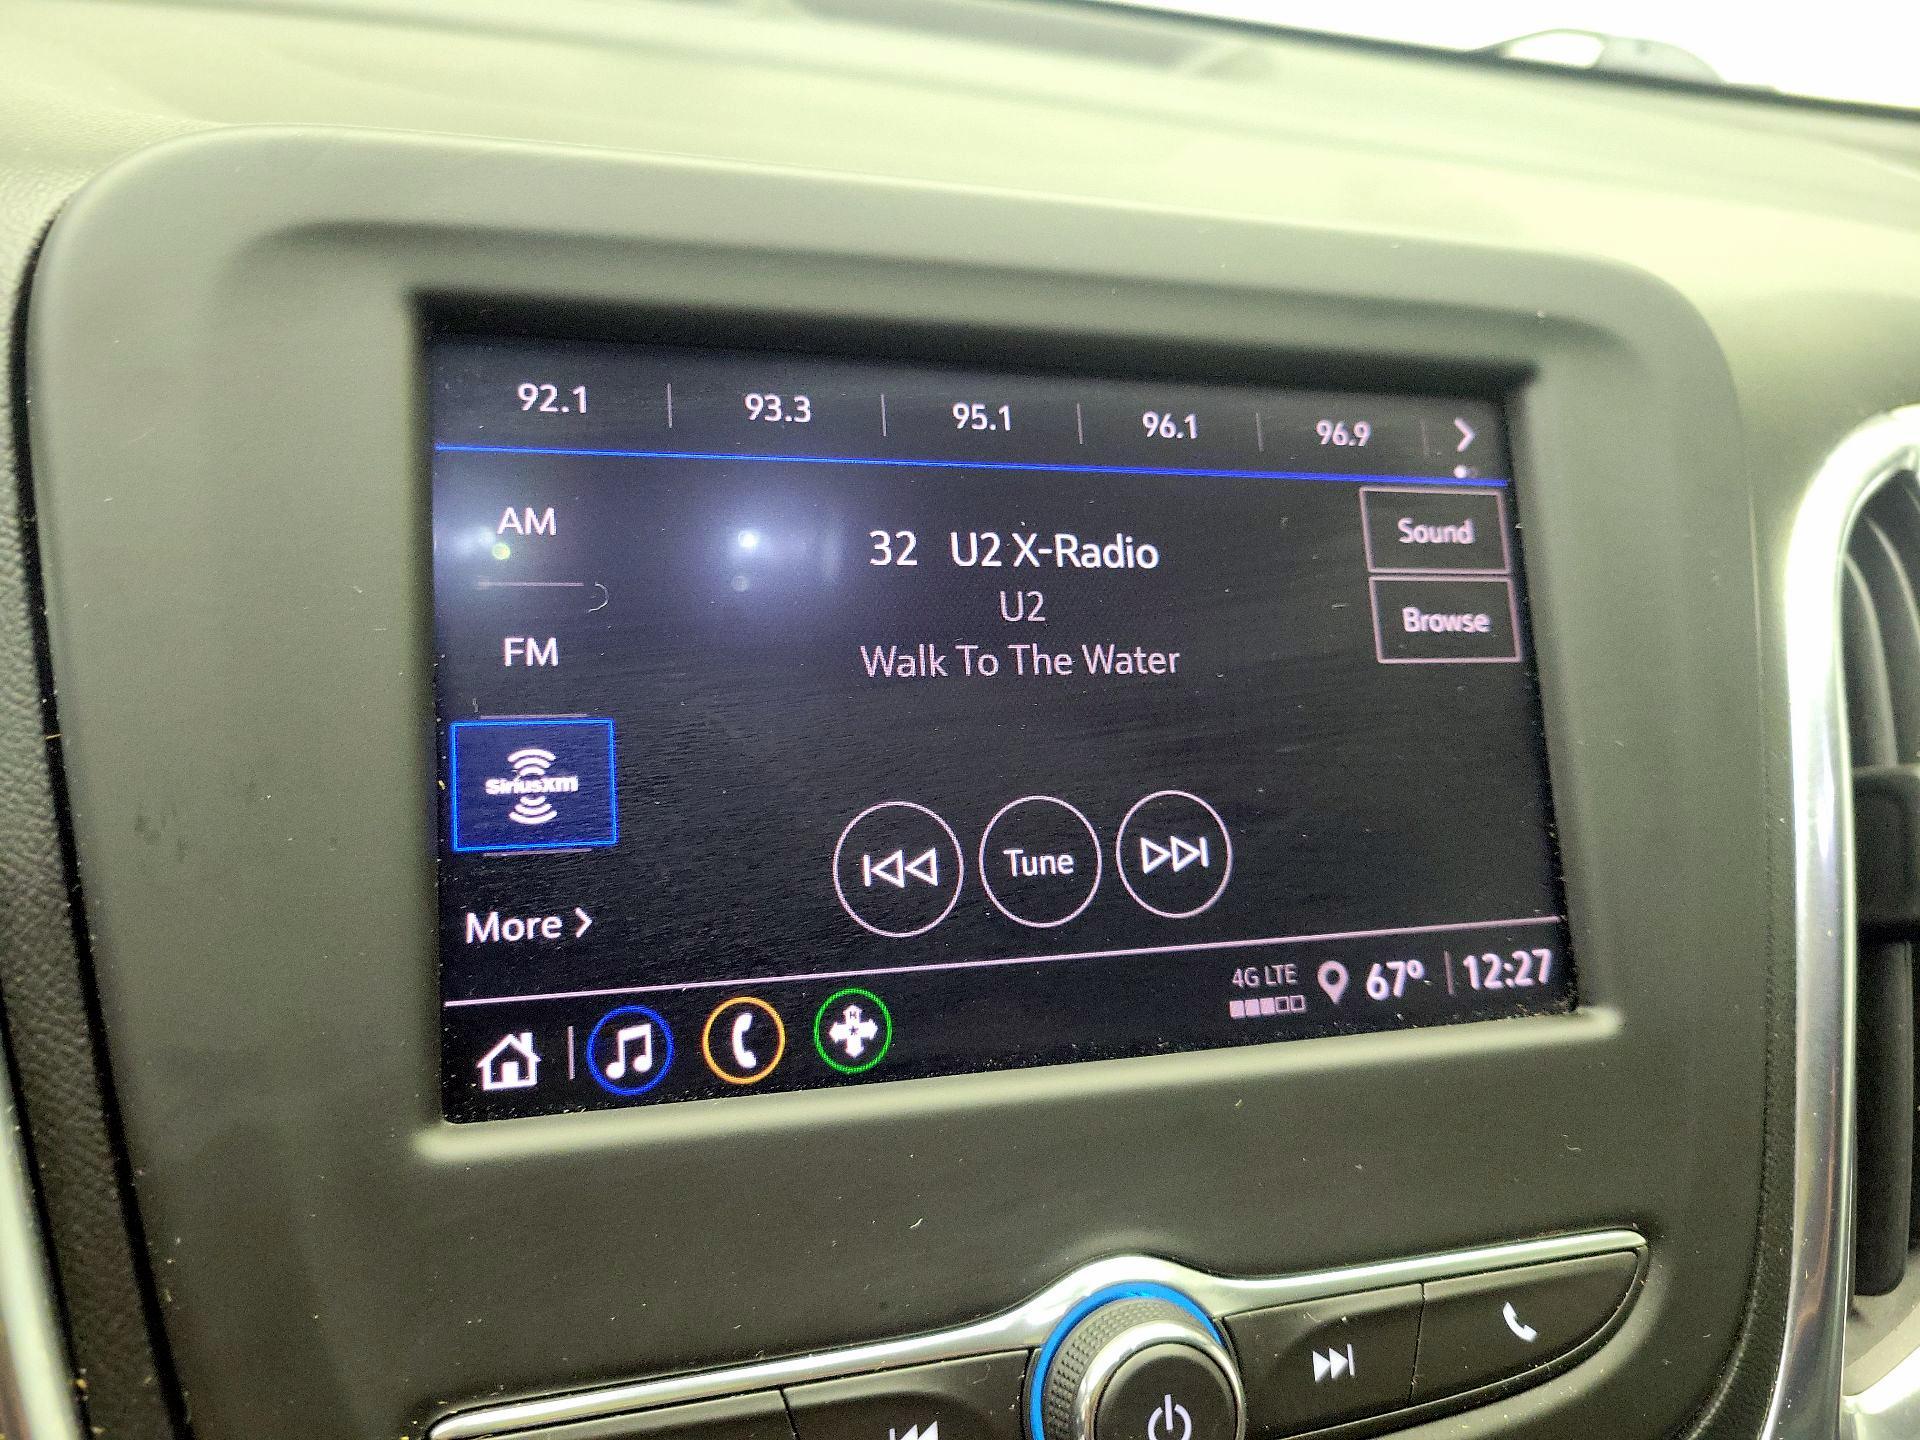 92.1 93.3 95.1 96.1 96.9
AM
32 U2 X-Radio
Sound
U2
Browse
FM
Walk To The Water
SiriusXM
Tune
More
4G LTE 67° 12:27